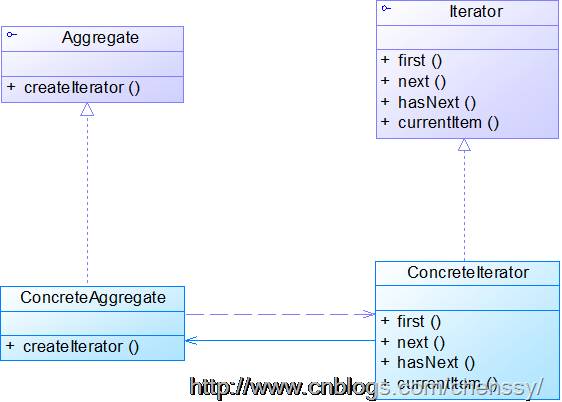 Aggregate
+ createIterator ()
Iterator
+ first ()
+ next ()
+ hasNext ()
+ currentItem ()
ConcreteAggregate
+ createIterator ()
ConcreteIterator
+ first ()
+ next ()
+ hasNext ()
+ currentItem ()
http://www.cnblogs.com/chenssy/